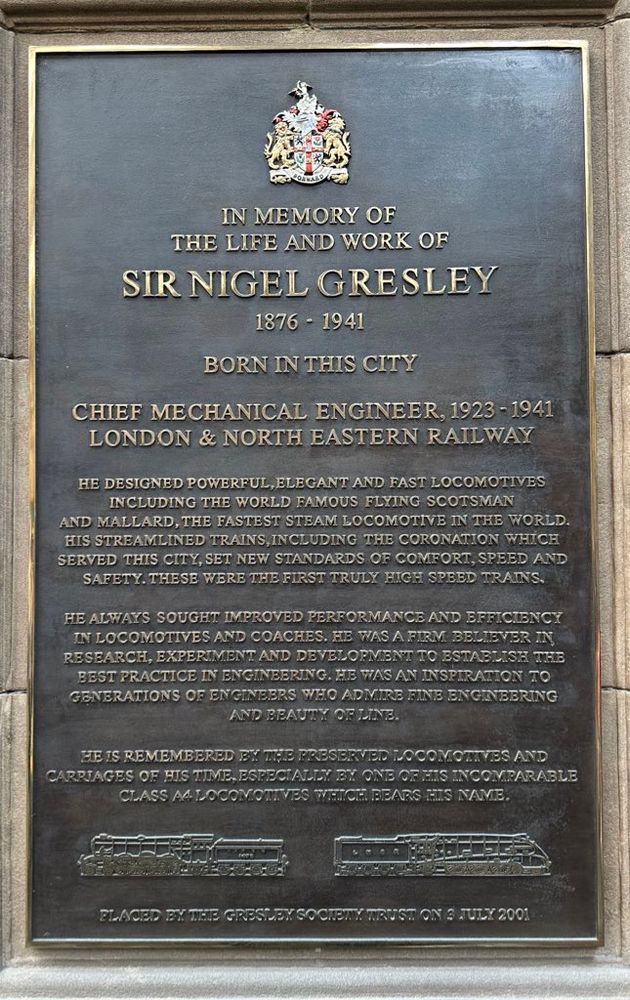 FORWARD
IN MEMORY OF
THE LIFE AND WORK OF
SIR NIGEL GRESLEY
1876 - 1941
BORN IN THIS CITY
CHIEF MECHANICAL ENGINEER, 1923 - 1941
LONDON & NORTH EASTERN RAILWAY
HE DESIGNED POWERFUL, ELEGANT AND FAST LOCOMOTIVES
INCLUDING THE WORLD FAMOUS FLYING SCOTSMAN
AND MALLARD, THE FASTEST STEAM LOCOMOTIVE IN THE WORLD.
HIS STREAMLINED TRAINS, INCLUDING THE CORONATION WHICH
SERVED THIS CITY, SET NEW STANDARDS OF COMFORT, SPEED AND
SAFETY. THESE WERE THE FIRST TRULY HIGH SPEED TRAINS.
HE ALWAYS SOUGHT IMPROVED PERFORMANCE AND EFFICIENCY
IN LOCOMOTIVES AND COACHES. HE WAS A FIRM BELIEVER IN
RESEARCH, EXPERIMENT AND DEVELOPMENT TO ESTABLISH THE
BEST PRACTICE IN ENGINEERING. HE WAS AN INSPIRATION TO
GENERATIONS OF ENGINEERS WHO ADMIRE FINE ENGINEERING
AND BEAUTY OF LINE.
HE IS REMEMBERED BY THE PRESERVED LOCOMOTIVES AND
CARRIAGES OF HIS TIME, ESPECIALLY BY ONE OF HIS INCOMPARABLE
CLASS A4 LOCOMOTIVES WHICH BEARS HIS NAME.
LNER
PLACED BY THE GRESLEY SOCIETY TRUST ON 3 JULY 2001